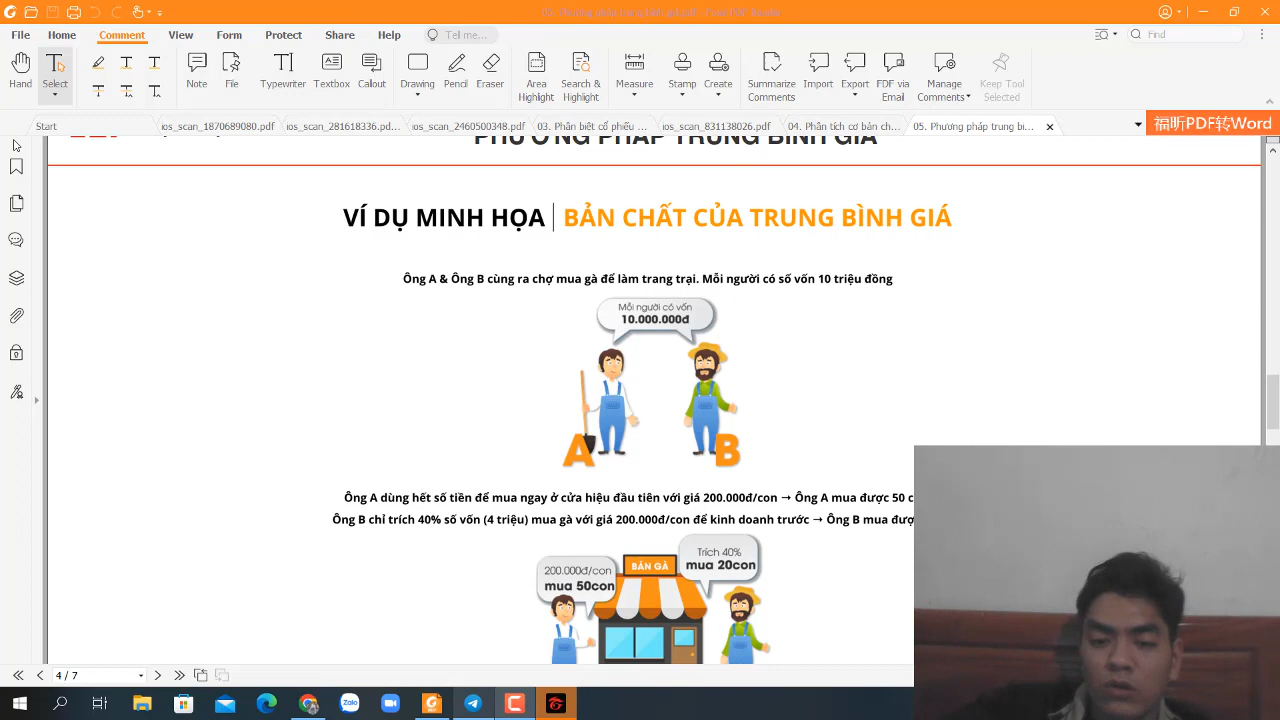 File Home Comment View Form Protect Share Help Tell me... Find
Hand Select Note File Typewriter Textbox Callout Drawing Pencil Eraser Area Highlight Search & Highlight Measure Stamp Create Summarize Comments Import Export FDF via Email Manage Comments Keep Tool Selected
Start ios_scan_1870689080.pdf ios_scan_281618336.pd... ios_scan_2460500348.pdf 03. Phân biệt cổ phiếu ... ios_scan_831138026.pdf 04. Phân tích cơ bản ch... 05. Phương pháp trung bì... 福昕PDF转Word
PHƯƠNG PHÁP TRUNG BÌNH GIÁ
VÍ DỤ MINH HỌA | BẢN CHẤT CỦA TRUNG BÌNH GIÁ
Ông A & Ông B cùng ra chợ mua gà để làm trang trại. Mỗi người có số vốn 10 triệu đồng
Mỗi người có vốn
10.000.000đ
A B
Ông A dùng hết số tiền để mua ngay ở cửa hiệu đầu tiên với giá 200.000đ/con → Ông A mua được 50 c
Ông B chỉ trích 40% số vốn (4 triệu) mua gà với giá 200.000đ/con để kinh doanh trước → Ông B mua đượ
Trích 40%
mua 20con
BÁN GÀ
200.000đ/con
mua 50con
4 / 7
Zalo